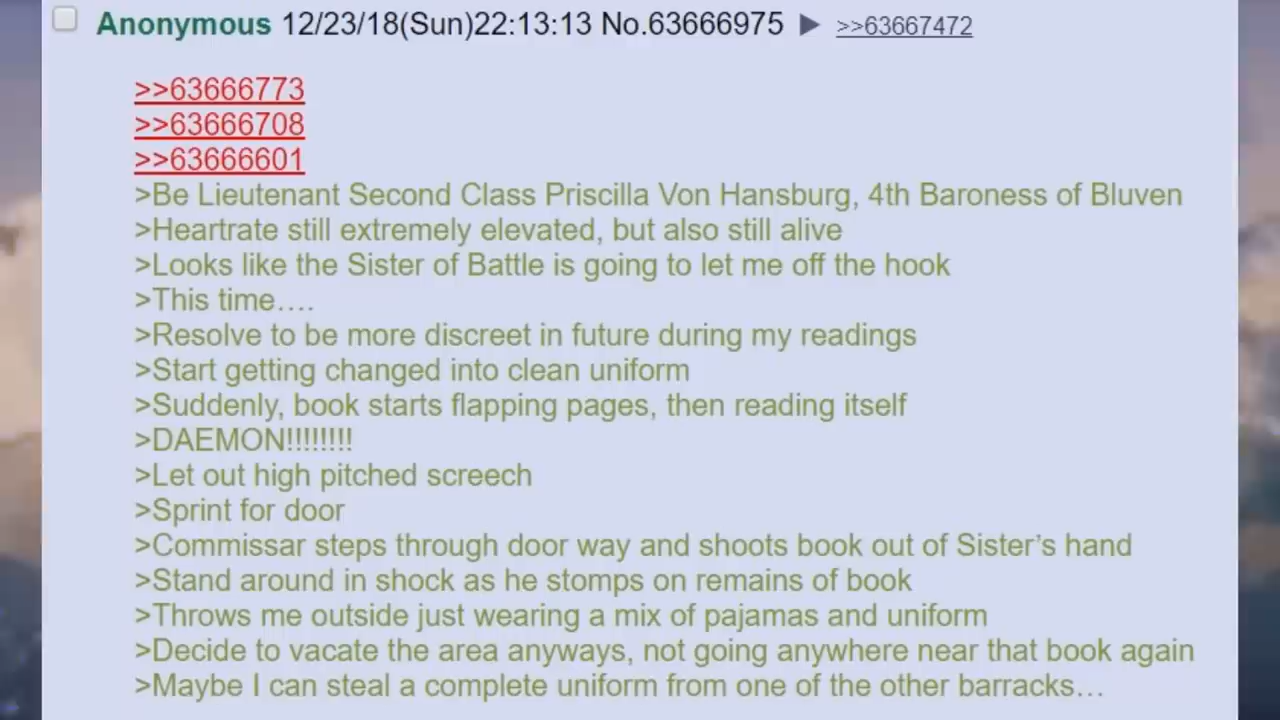 Anonymous 12/23/18(Sun)22:13:13 No.63666975 ▶ >>63667472
>>63666773
>>63666708
>>63666601
>Be Lieutenant Second Class Priscilla Von Hansburg, 4th Baroness of Bluven
>Heartrate still extremely elevated, but also still alive
>Looks like the Sister of Battle is going to let me off the hook
>This time….
>Resolve to be more discreet in future during my readings
>Start getting changed into clean uniform
>Suddenly, book starts flapping pages, then reading itself
>DAEMON!!!!!!!!
>Let out high pitched screech
>Sprint for door
>Commissar steps through door way and shoots book out of Sister’s hand
>Stand around in shock as he stomps on remains of book
>Throws me outside just wearing a mix of pajamas and uniform
>Decide to vacate the area anyways, not going anywhere near that book again
>Maybe I can steal a complete uniform from one of the other barracks…